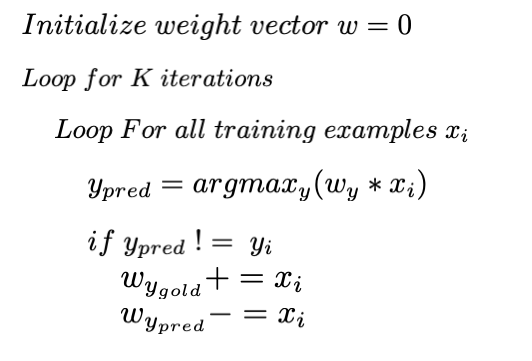 Initialize weight vector w = 0
Loop for K iterations
Loop For all training examples x_i
y_pred = argmax_y(w_y * x_i)
if y_pred ! = y_i
w_{y_gold} + = x_i
w_{y_pred} − = x_i